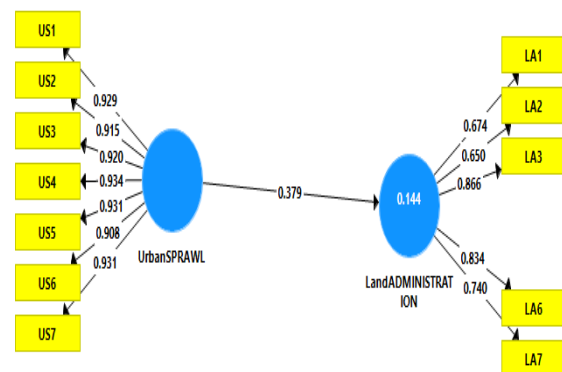 US1
US2
US3
US4
US5
US6
US7
0.929
0.915
0.920
0.934
0.931
0.908
0.931
UrbanSPRAWL
0.379
0.144
LandADMINISTRAT
ION
0.674
0.650
0.866
0.834
0.740
LA1
LA2
LA3
LA6
LA7